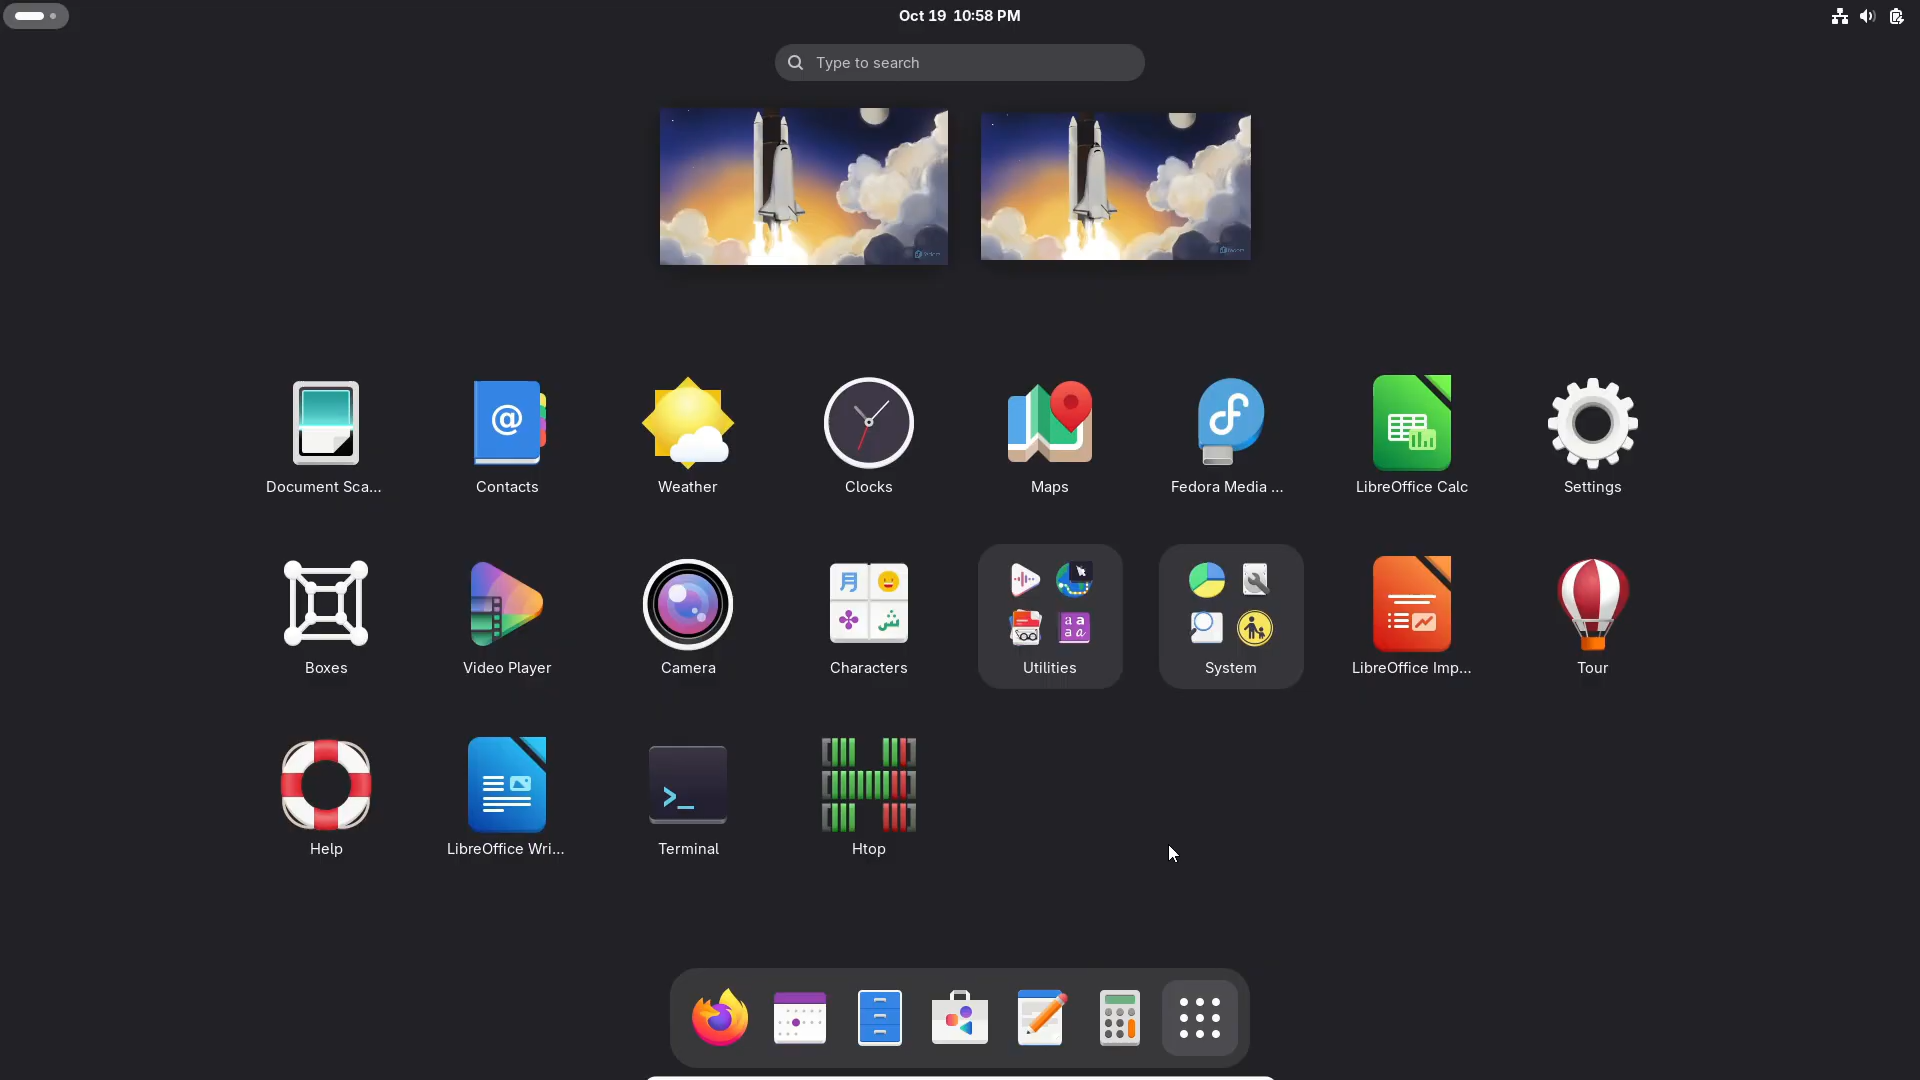 Oct 19 10:58 PM
Type to search
Document Sca...
Contacts
Weather
Clocks
Maps
Fedora Media ...
LibreOffice Calc
Settings
Boxes
Video Player
Camera
Characters
Utilities
System
LibreOffice Imp...
Tour
Help
LibreOffice Wri...
Terminal
Htop